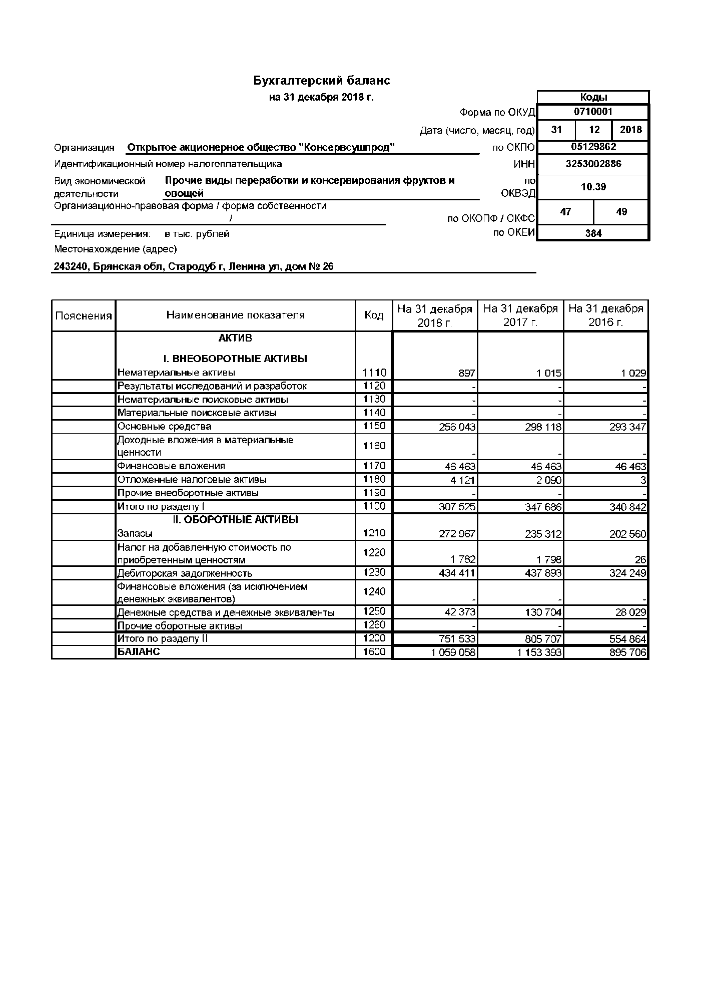 Бухгалтерский баланс
на 31 декабря 2018 г.
Коды
Форма по ОКУД 0710001
Дата (число, месяц, год) 31 12 2018
Организация Открытое акционерное общество "Консервсушпрод" по ОКПО 05129862
Идентификационный номер налогоплательщика ИНН 3253002886
Вид экономической деятельности Прочие виды переработки и консервирования фруктов и овощей по ОКВЭД 10.39
Организационно-правовая форма / форма собственности
/ по ОКОПФ / ОКФС 47 49
Единица измерения: в тыс. рублей по ОКЕИ 384
Местонахождение (адрес)
243240, Брянская обл, Стародуб г, Ленина ул, дом № 26
Пояснения Наименование показателя Код На 31 декабря 2018 г. На 31 декабря 2017 г. На 31 декабря 2016 г.
АКТИВ
I. ВНЕОБОРОТНЫЕ АКТИВЫ
Нематериальные активы 1110 897 1 015 1 029
Результаты исследований и разработок 1120 - - -
Нематериальные поисковые активы 1130 - - -
Материальные поисковые активы 1140 - - -
Основные средства 1150 256 043 298 118 293 347
Доходные вложения в материальные ценности 1160 - - -
Финансовые вложения 1170 46 463 46 463 46 463
Отложенные налоговые активы 1180 4 121 2 090 3
Прочие внеоборотные активы 1190 - - -
Итого по разделу I 1100 307 525 347 686 340 842
II. ОБОРОТНЫЕ АКТИВЫ
Запасы 1210 272 967 235 312 202 560
Налог на добавленную стоимость по приобретенным ценностям 1220 1 782 1 798 26
Дебиторская задолженность 1230 434 411 437 893 324 249
Финансовые вложения (за исключением денежных эквивалентов) 1240 - - -
Денежные средства и денежные эквиваленты 1250 42 373 130 704 28 029
Прочие оборотные активы 1260 - - -
Итого по разделу II 1200 751 533 805 707 554 864
БАЛАНС 1600 1 059 058 1 153 393 895 706